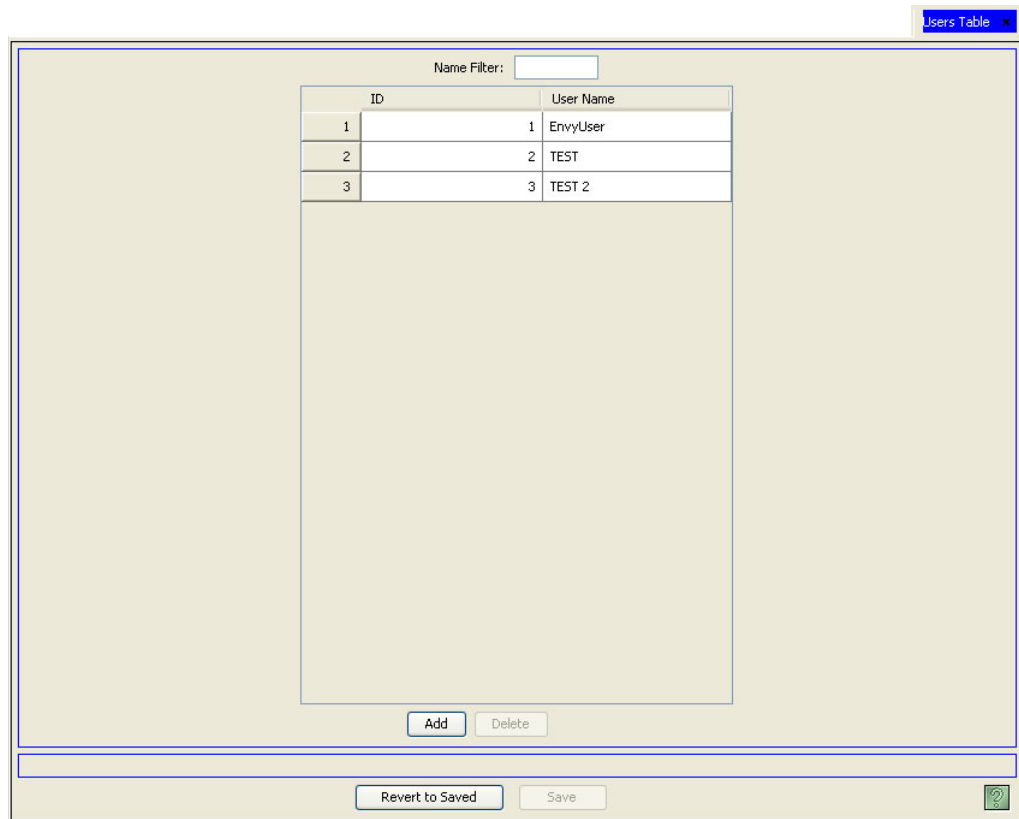 Users Table ×
Name Filter:
ID User Name
1 1 EnvyUser
2 2 TEST
3 3 TEST 2
Add Delete
Revert to Saved Save
?